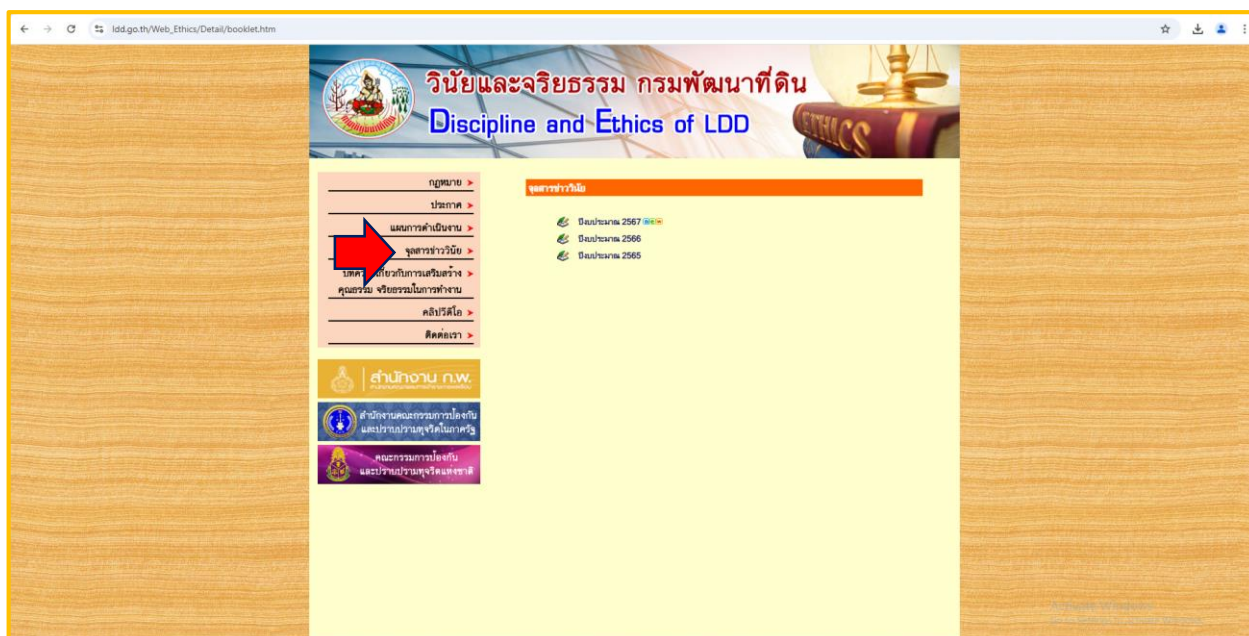 ldd.go.th/Web_Ethics/Detail/booklet.htm
วินัยและจริยธรรม กรมพัฒนาที่ดิน
Discipline and Ethics of LDD
ETHICS
กฎหมาย
ประกาศ
แผนการดำเนินงาน
จุลสารข่าววินัย
เกี่ยวกับการเสริมสร้าง
คุณธรรม จริยธรรมในการทำงาน
คลิปวีดีโอ
ติดต่อเรา
สำนักงาน ก.พ.
สำนักงานคณะกรรมการป้องกัน
และปราบปรามทุจริตในภาครัฐ
คณะกรรมการป้องกัน
และปราบปรามทุจริตแห่งชาติ
จุลสารข่าววินัย
ปีงบประมาณ 2567
ปีงบประมาณ 2566
ปีงบประมาณ 2565
Activate Windows